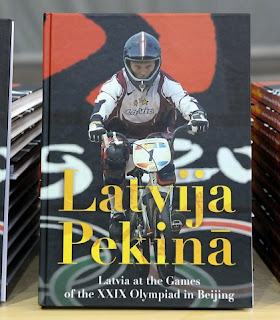 Latvija
Pekinā
Latvia at the Games
of the XXIX Olympiad in Beijing